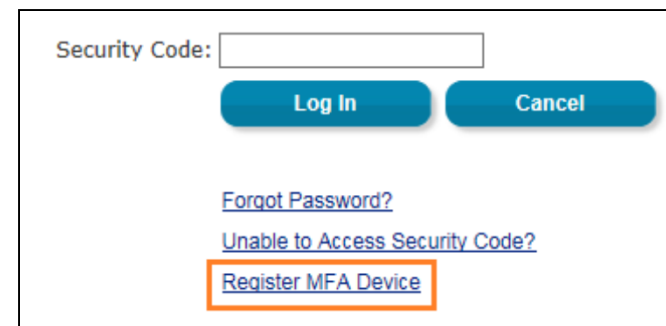 Security Code:
Log In Cancel
Forgot Password?
Unable to Access Security Code?
Register MFA Device